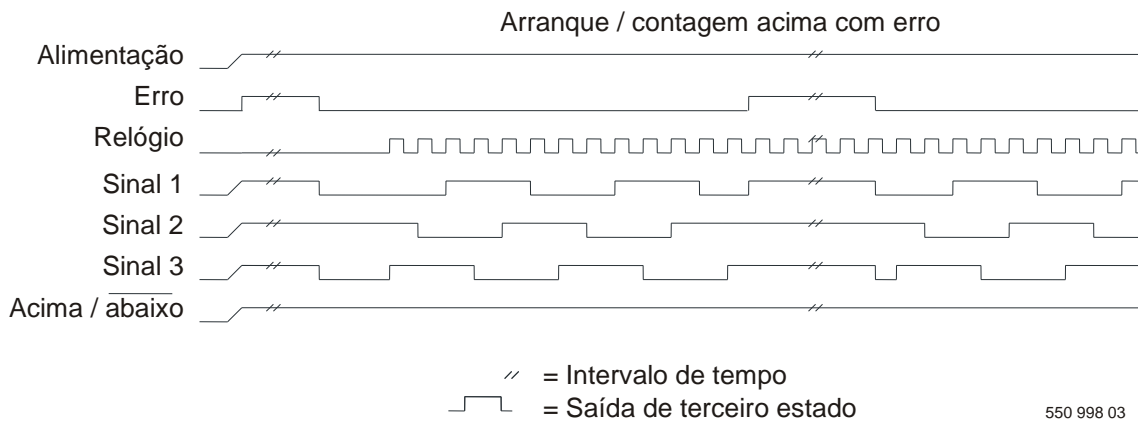 Arranque / contagem acima com erro
Alimentação
Erro
Relógio
Sinal 1
Sinal 2
Sinal 3
Acima / abaixo
= Intervalo de tempo
= Saída de terceiro estado
550 998 03